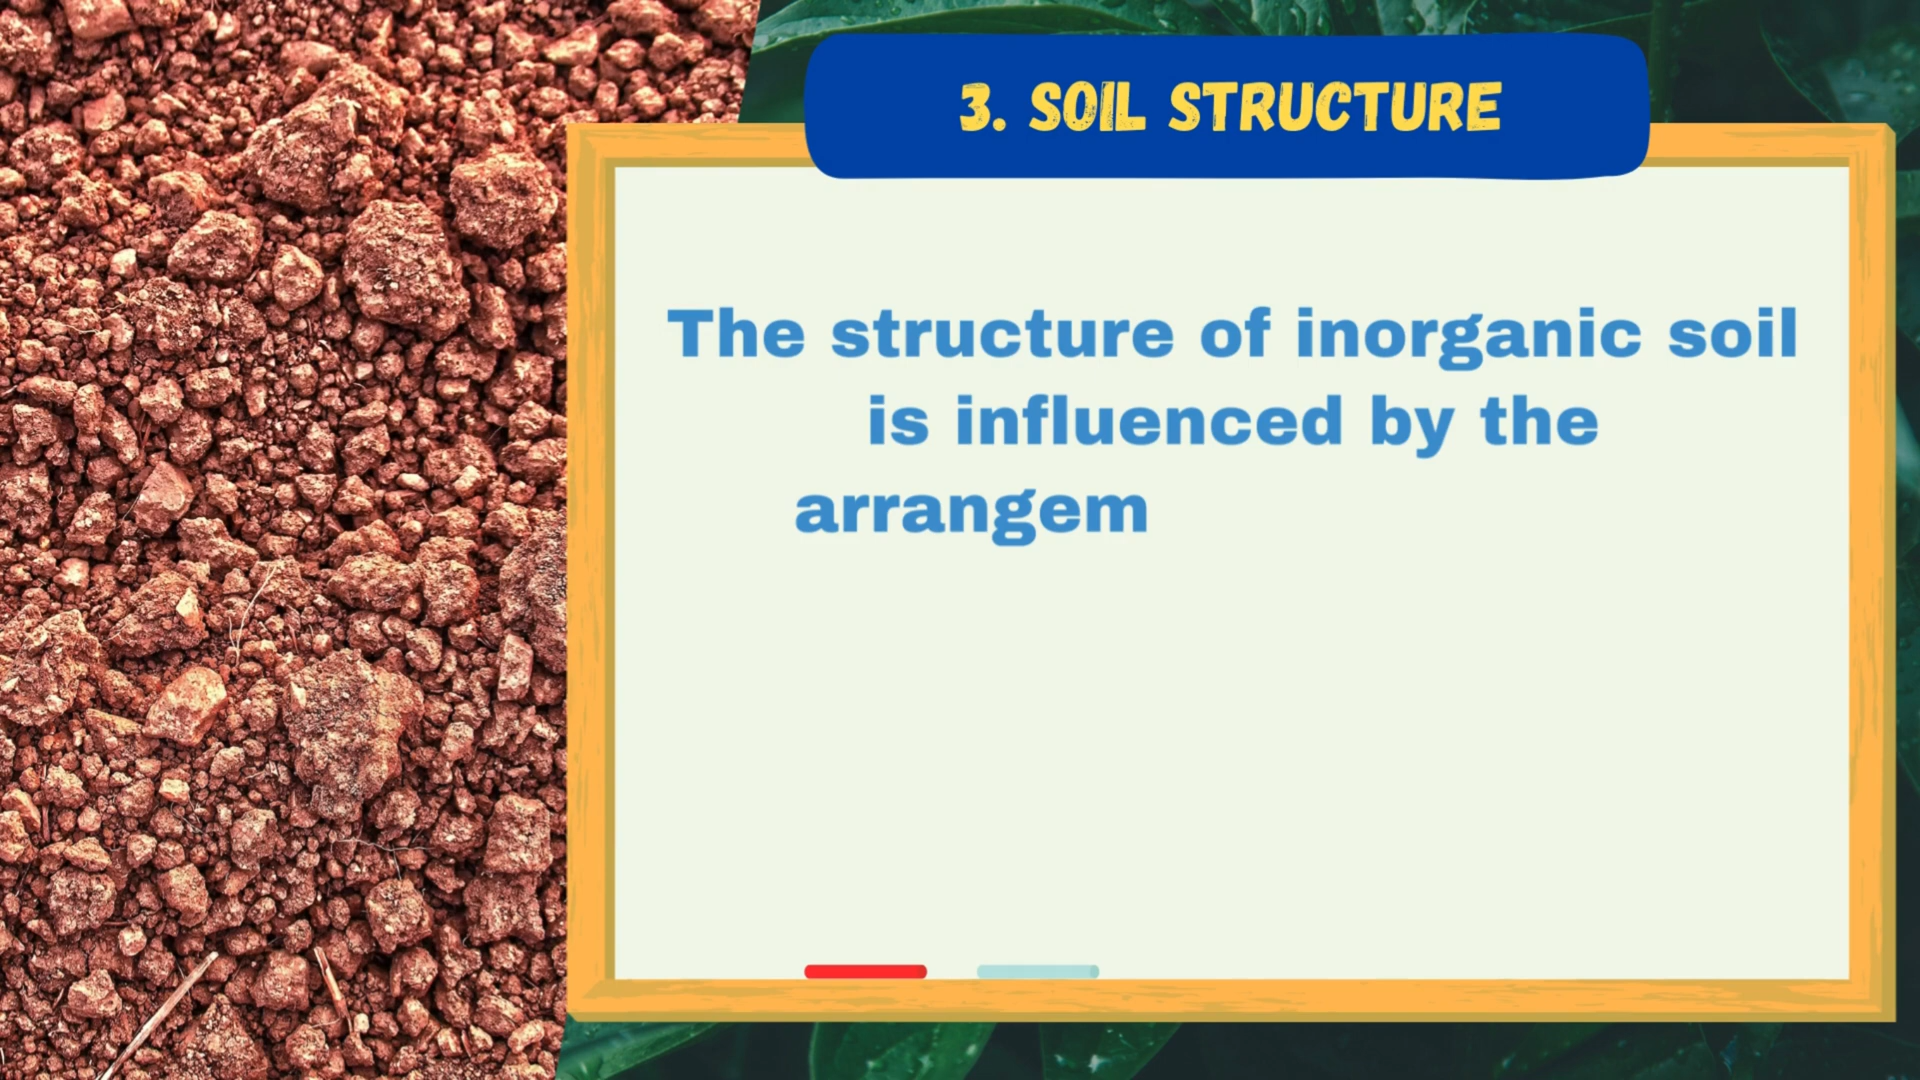 3. SOIL STRUCTURE
The structure of inorganic soil
is influenced by the
arrangem